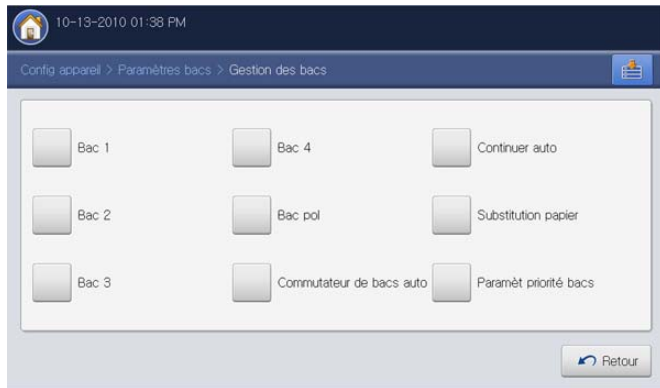 10-13-2010 01:38 PM
Config appareil > Paramètres bacs > Gestion des bacs
Bac 1
Bac 4
Continuer auto
Bac 2
Bac pol
Substitution papier
Bac 3
Commutateur de bacs auto
Paramèt priorité bacs
Retour